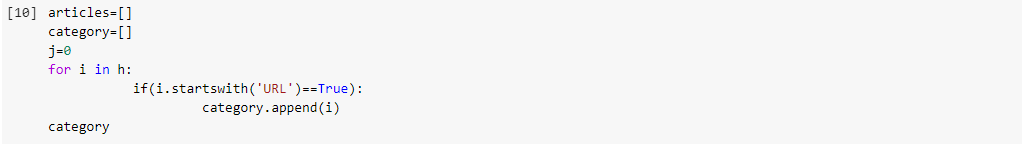 [10] articles=[]
category=[]
j=0
for i in h:
if(i.startswith('URL')==True):
category.append(i)
category